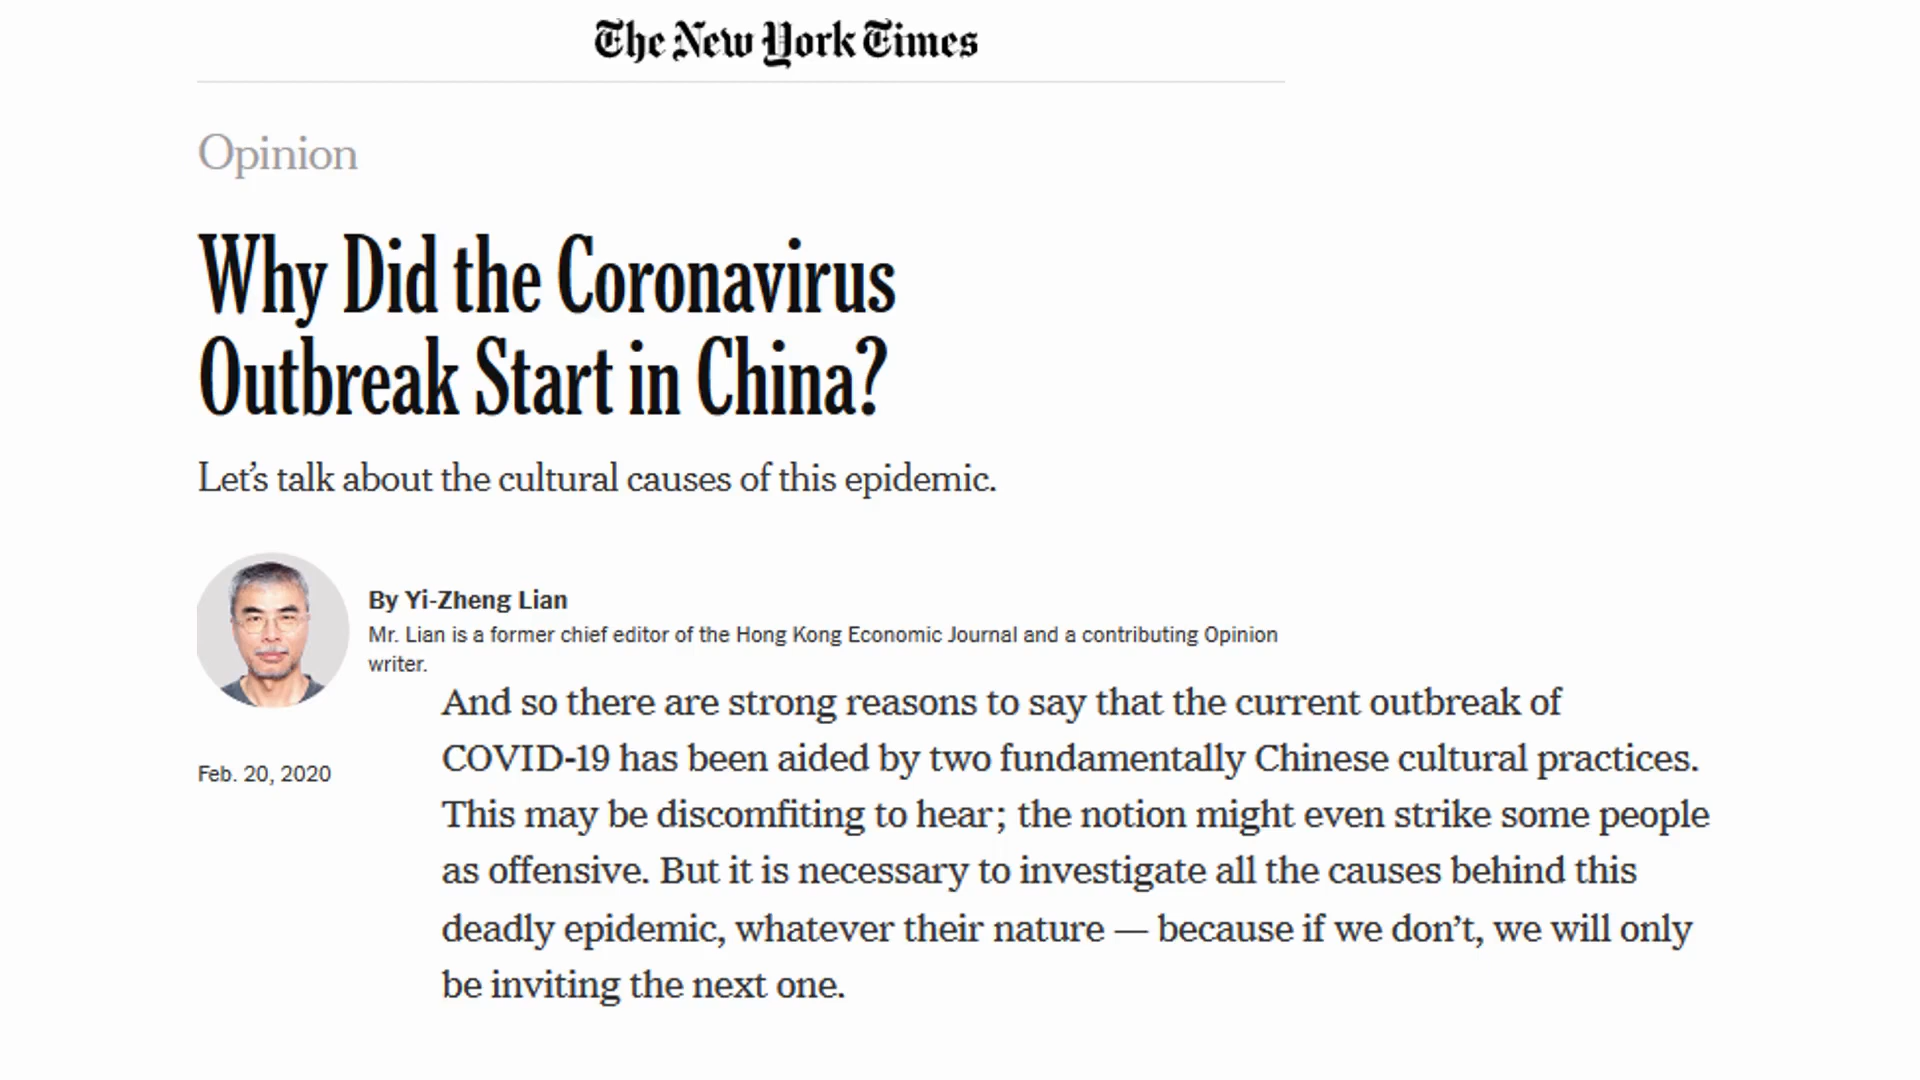 The New York Times
Opinion
Why Did the Coronavirus
Outbreak Start in China?
Let’s talk about the cultural causes of this epidemic.
By Yi-Zheng Lian
Mr. Lian is a former chief editor of the Hong Kong Economic Journal and a contributing Opinion
writer.
Feb. 20, 2020
And so there are strong reasons to say that the current outbreak of
COVID-19 has been aided by two fundamentally Chinese cultural practices.
This may be discomfiting to hear; the notion might even strike some people
as offensive. But it is necessary to investigate all the causes behind this
deadly epidemic, whatever their nature — because if we don’t, we will only
be inviting the next one.